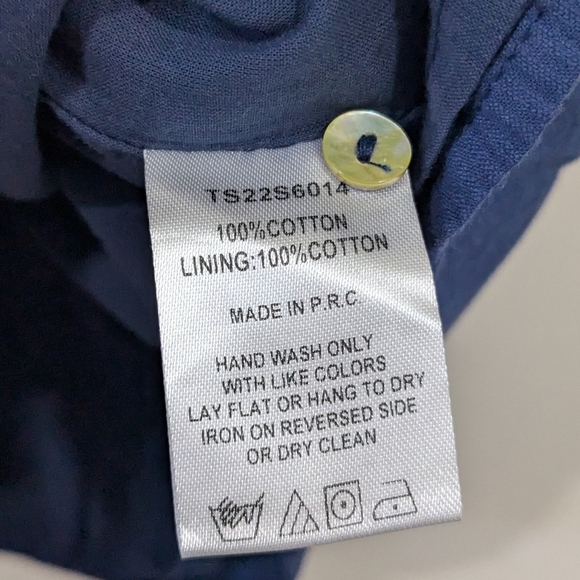 TS22S6014
100%COTTON
LINING:100%COTTON
MADE IN P.R.C
HAND WASH ONLY
WITH LIKE COLORS
LAY FLAT OR HANG TO DRY
IRON ON REVERSED SIDE
OR DRY CLEAN